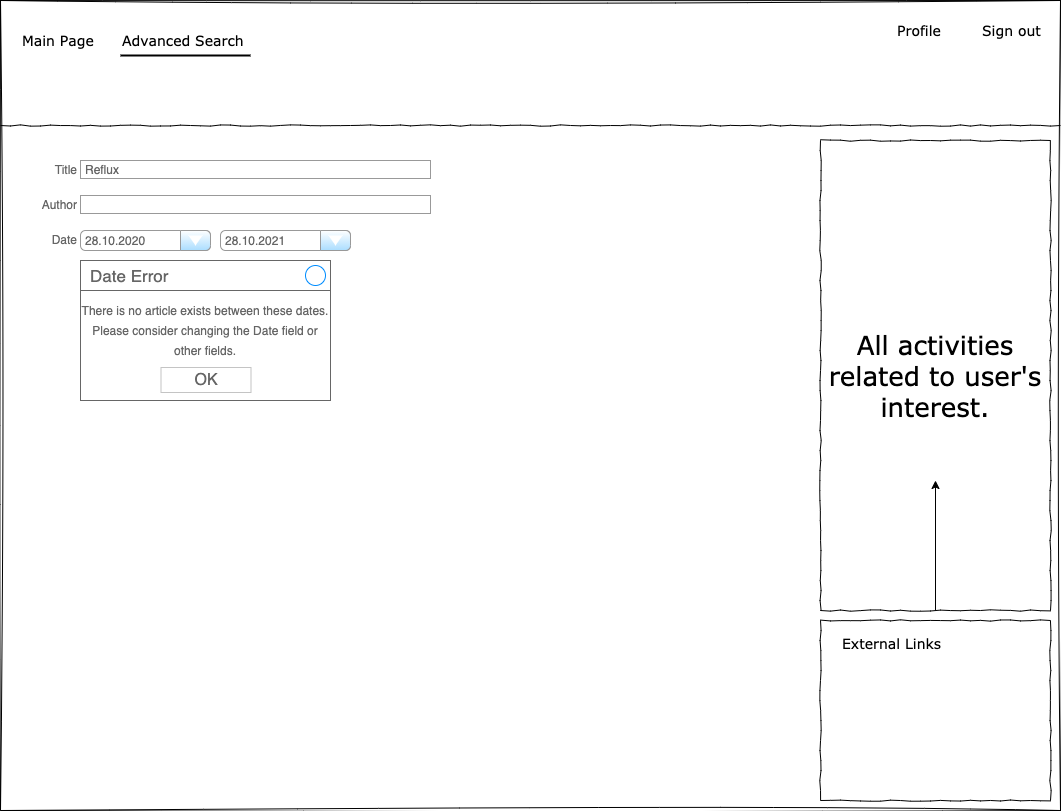 Main Page
Advanced Search
Profile
Sign out
Title
Reflux
Author
Date
28.10.2020
28.10.2021
Date Error
There is no article exists between these dates.
Please consider changing the Date field or
other fields.
OK
All activities
related to user's
interest.
External Links